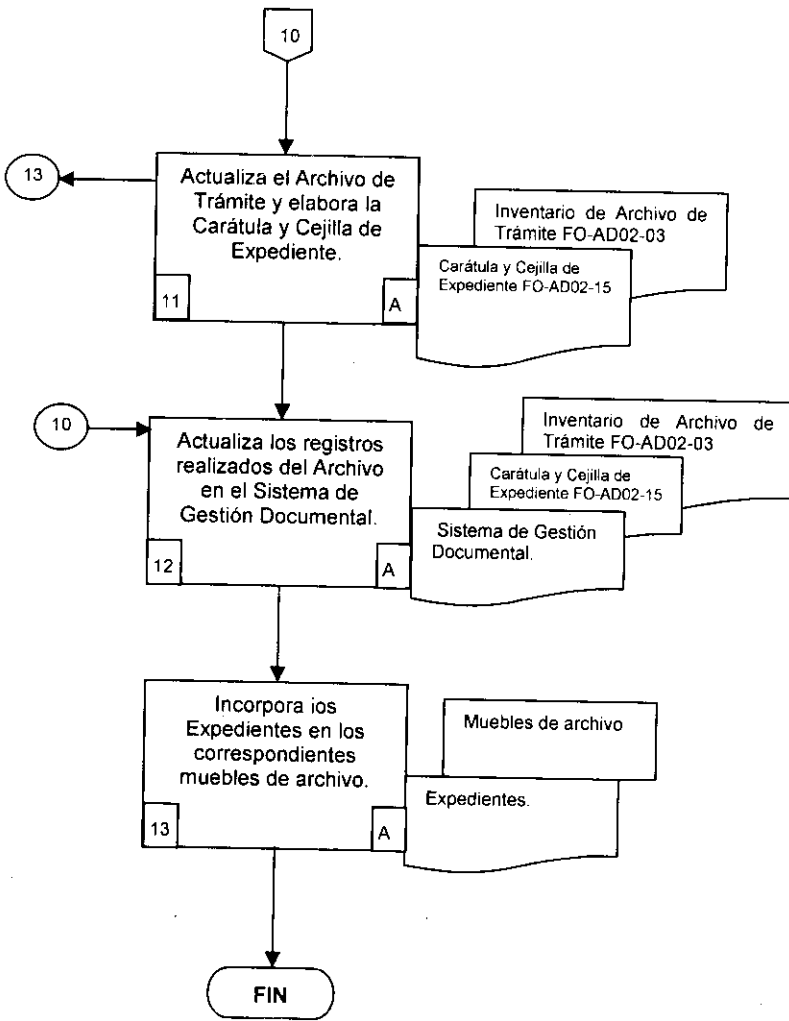 10
13
Actualiza el Archivo de
Trámite y elabora la
Carátula y Cejilla de
Expediente.
11
A
Inventario de Archivo de
Trámite FO-AD02-03
Carátula y Cejilla de
Expediente FO-AD02-15
10
Actualiza los registros
realizados del Archivo
en el Sistema de
Gestión Documental.
12
A
Inventario de Archivo de
Trámite FO-AD02-03
Carátula y Cejilla de
Expediente FO-AD02-15
Sistema de Gestión
Documental.
Incorpora ios
Expedientes en los
correspondientes
muebles de archivo.
13
A
Muebles de archivo
Expedientes.
FIN